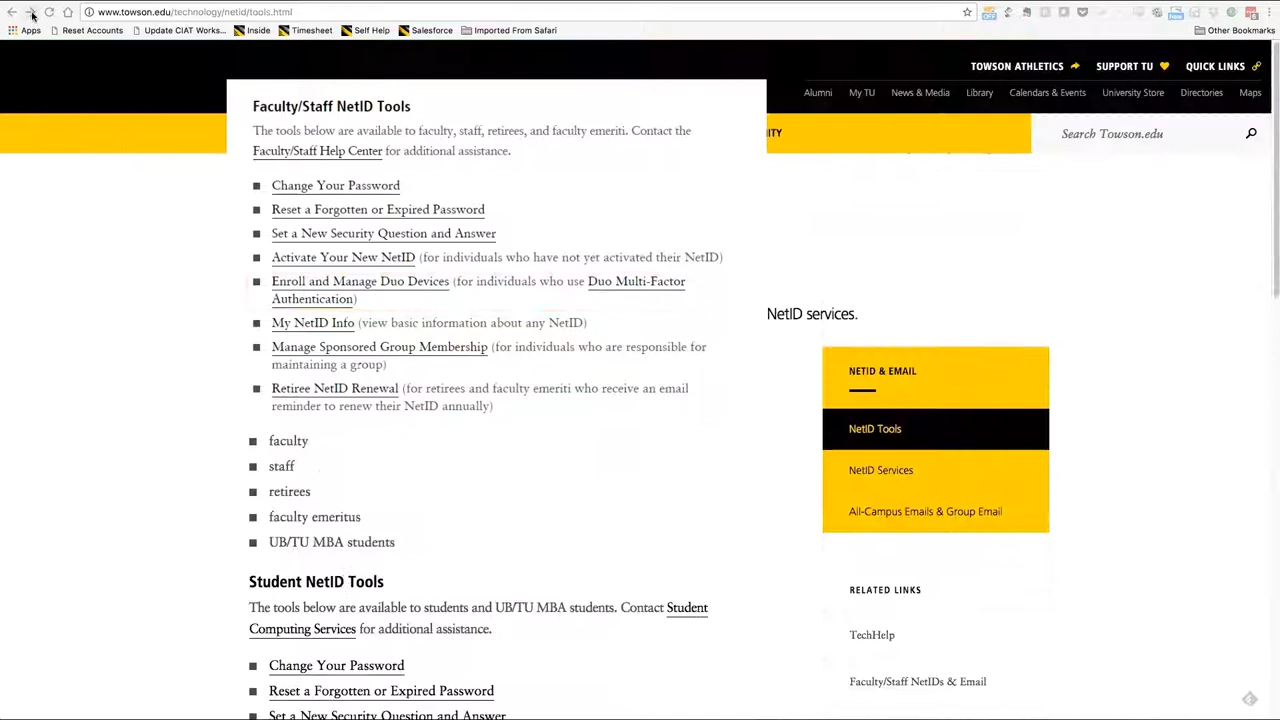 www.towson.edu/technology/netid/tools.html
Apps Reset Accounts Update CIAT Works... Inside Timesheet Self Help Salesforce Imported From Safari Other Bookmarks
TOWSON ATHLETICS SUPPORT TU QUICK LINKS
Alumni My TU News & Media Library Calendars & Events University Store Directories Maps
ITY Search Towson.edu
Faculty/Staff NetID Tools
The tools below are available to faculty, staff, retirees, and faculty emeriti. Contact the
Faculty/Staff Help Center for additional assistance.
Change Your Password
Reset a Forgotten or Expired Password
Set a New Security Question and Answer
Activate Your New NetID (for individuals who have not yet activated their NetID)
Enroll and Manage Duo Devices (for individuals who use Duo Multi-Factor
Authentication)
My NetID Info (view basic information about any NetID)
Manage Sponsored Group Membership (for individuals who are responsible for
maintaining a group)
Retiree NetID Renewal (for retirees and faculty emeriti who receive an email
reminder to renew their NetID annually)
faculty
staff
retirees
faculty emeritus
UB/TU MBA students
Student NetID Tools
The tools below are available to students and UB/TU MBA students. Contact Student
Computing Services for additional assistance.
Change Your Password
Reset a Forgotten or Expired Password
Set a New Security Question and Answer
NetID services.
NETID & EMAIL
NetID Tools
NetID Services
All-Campus Emails & Group Email
RELATED LINKS
TechHelp
Faculty/Staff NetIDs & Email